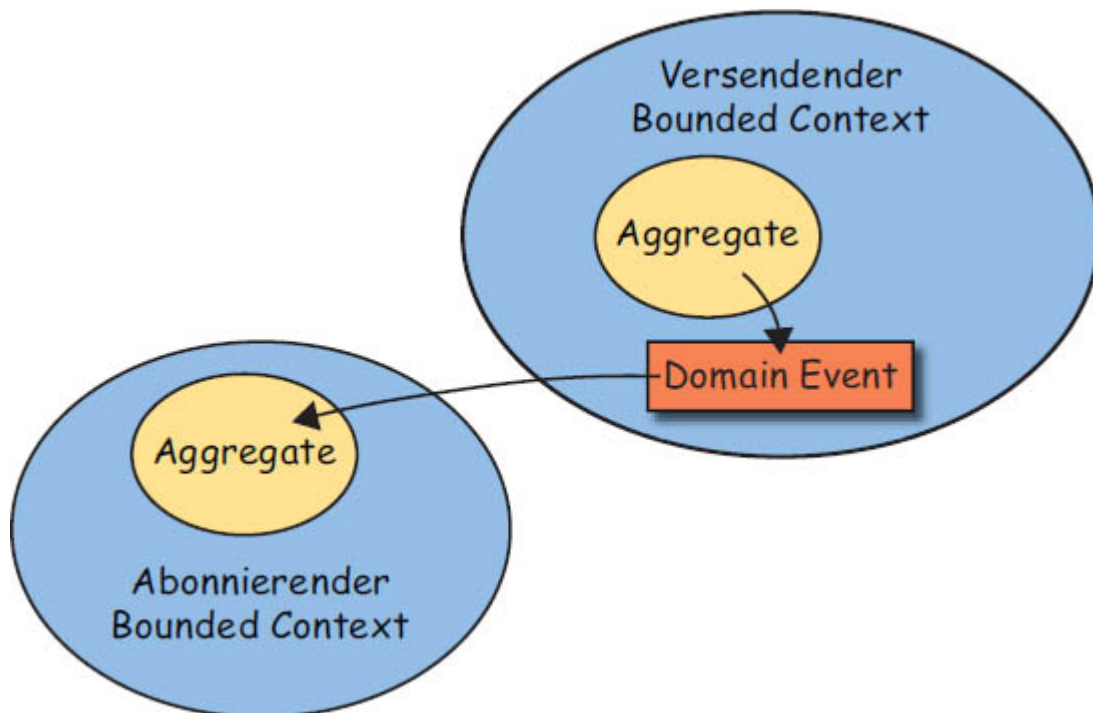 Versendender
Bounded Context
Aggregate
Domain Event
Aggregate
Abonnierender
Bounded Context